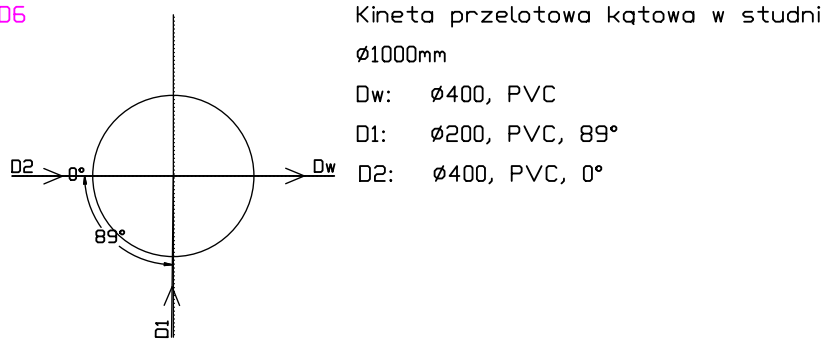 D6
Kineta przelotowa kątowa w studni
Ø1000mm
Dw: Ø400, PVC
D1: Ø200, PVC, 89°
D2: Ø400, PVC, 0°
D2
0°
Dw
89°
D1